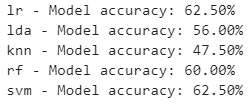 lr - Model accuracy: 62.50%
lda - Model accuracy: 56.00%
knn - Model accuracy: 47.50%
rf - Model accuracy: 60.00%
svm - Model accuracy: 62.50%